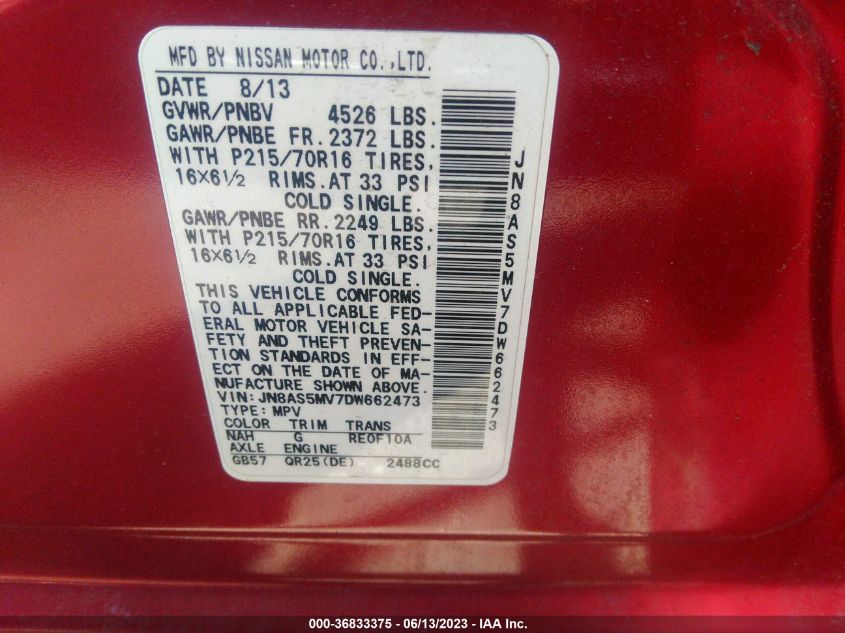 MFD BY NISSAN MOTOR CO.,LTD.
DATE 8/13
GVWR/PNBV 4526 LBS.
GAWR/PNBE FR. 2372 LBS.
WITH P215/70R16 TIRES,
16X6½ RIMS.AT 33 PSI
COLD SINGLE.
GAWR/PNBE RR. 2249 LBS.
WITH P215/70R16 TIRES,
16X6½ RIMS.AT 33 PSI
COLD SINGLE.
THIS VEHICLE CONFORMS
TO ALL APPLICABLE FED-
ERAL MOTOR VEHICLE SA-
FETY AND THEFT PREVEN-
TION STANDARDS IN EFF-
ECT ON THE DATE OF MA-
NUFACTURE SHOWN ABOVE.
VIN: JN8AS5MV7DW662473
TYPE: MPV
COLOR TRIM TRANS
NAH G RE0F10A
AXLE ENGINE
GB57 QR25(DE) 2488CC
JN8AS5MV7DW662473
000-36833375 - 06/13/2023 - IAA Inc.